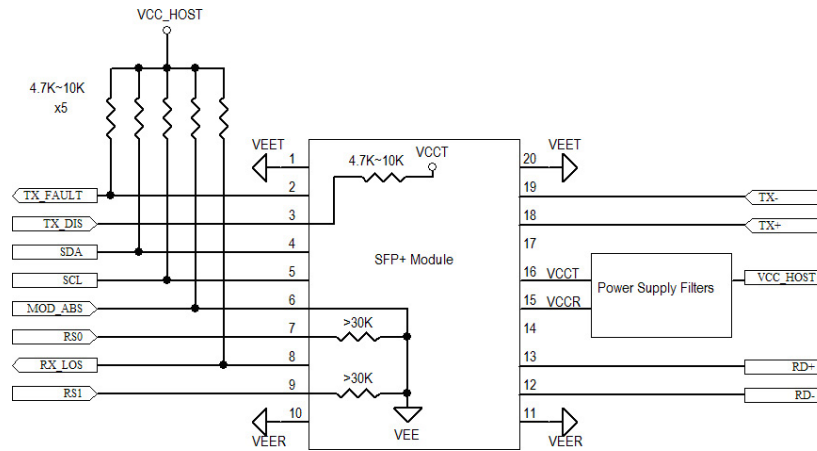 VCC_HOST
4.7K~10K
x5
VEET
1
4.7K~10K
VCCT
20
VEET
TX_FAULT
2
19
TX-
TX_DIS
3
18
TX+
SDA
4
17
SFP+ Module
SCL
5
16
VCCT
Power Supply Filters
VCC_HOST
MOD_ABS
6
15
VCCR
RS0
7
>30K
14
RX_LOS
8
13
RD+
RS1
9
>30K
12
RD-
10
VEER
VEE
11
VEER